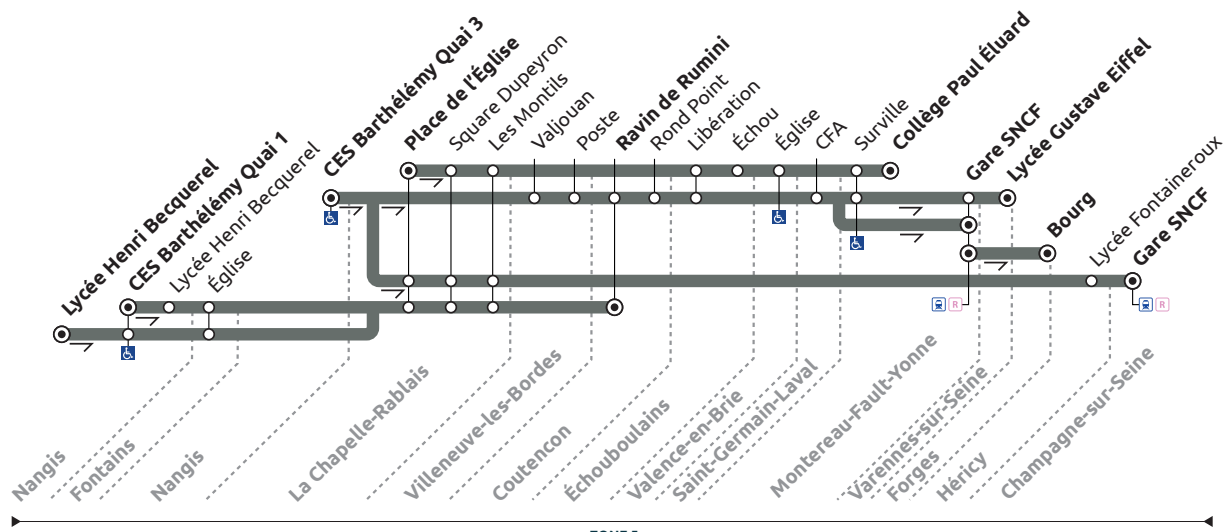 Lycée Henri Becquerel
CES Barthélémy Quai 1
Lycée Henri Becquerel
Église
CES Barthélémy Quai 3
Place de l'Église
Square Dupeyron
Les Montils
Valjouan
Poste
Ravin de Rumini
Rond Point
Libération
Échou
Église
CFA
Surville
Collège Paul Éluard
Gare SNCF
Lycée Gustave Eiffel
Bourg
Lycée Fontaineroux
Gare SNCF
R
R
Nangis
Fontains
Nangis
La Chapelle-Rablais
Villeneuve-les-Bordes
Coutencon
Échouboulains
Valence-en-Brie
Saint-Germain-Laval
Montereau-Fault-Yonne
Varennes-sur-Seine
Forges
Héricy
Champagne-sur-Seine